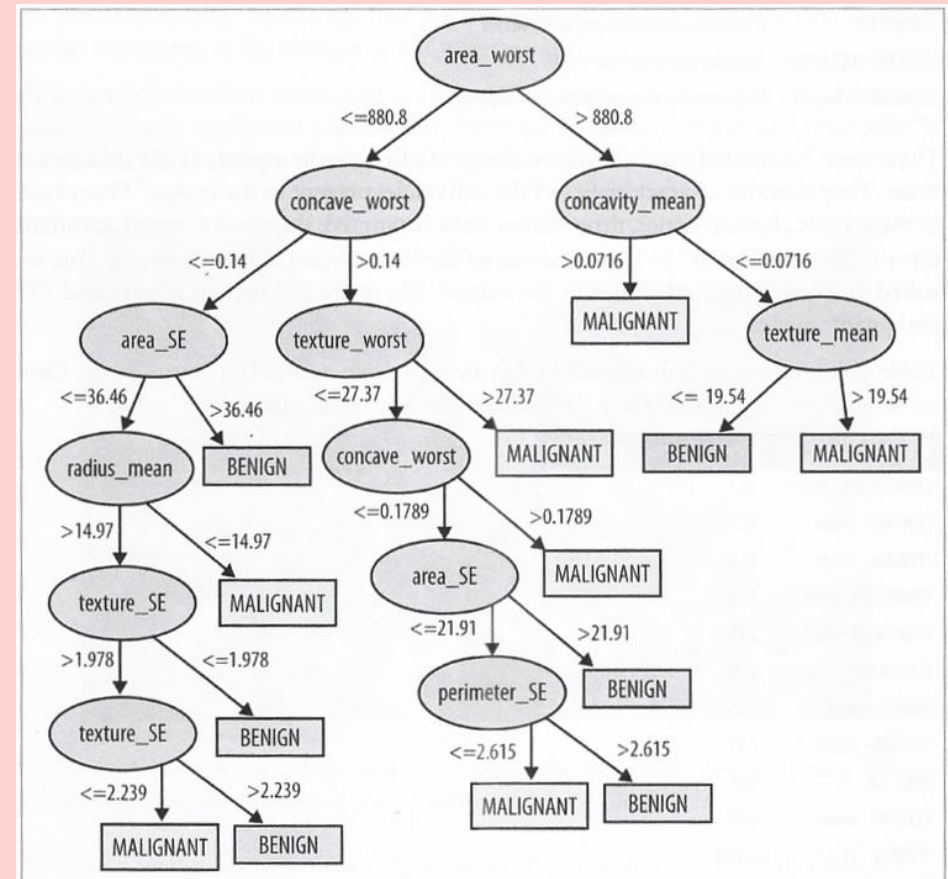 area_worst
<=880.8 > 880.8
concave_worst concavity_mean
<=0.14 >0.14 >0.0716 <=0.0716
area_SE texture_worst MALIGNANT texture_mean
<=36.46 >36.46 <=27.37 >27.37 <= 19.54 >19.54
radius_mean BENIGN concave_worst MALIGNANT BENIGN MALIGNANT
>14.97 <=14.97 <=0.1789 >0.1789
texture_SE MALIGNANT area_SE MALIGNANT
>1.978 <=1.978 <=21.91 >21.91
texture_SE BENIGN perimeter_SE BENIGN
<=2.239 >2.239 <=2.615 >2.615
MALIGNANT BENIGN MALIGNANT BENIGN